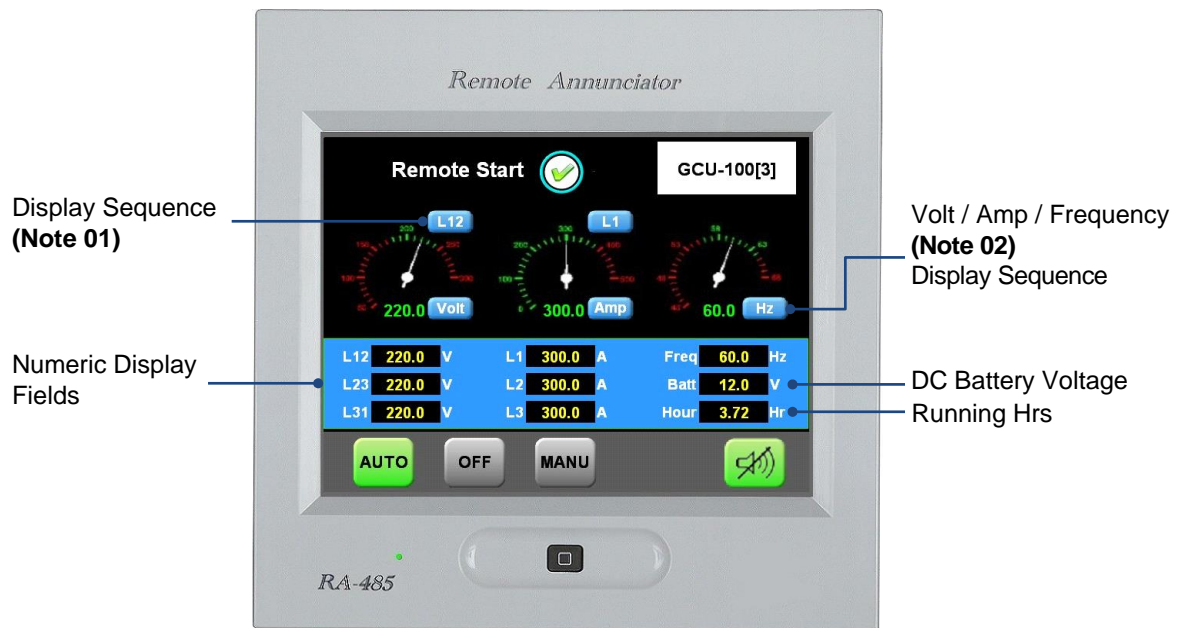 Remote Annunciator
Remote Start
GCU-100[3]
Display Sequence
(Note 01)
Volt / Amp / Frequency
(Note 02)
Display Sequence
L12
L1
220.0 Volt
300.0 Amp
60.0 Hz
Numeric Display
Fields
L12 220.0 V L1 300.0 A Freq 60.0 Hz
L23 220.0 V L2 300.0 A Batt 12.0 V
L31 220.0 V L3 300.0 A Hour 3.72 Hr
DC Battery Voltage
Running Hrs
AUTO OFF MANU
RA-485